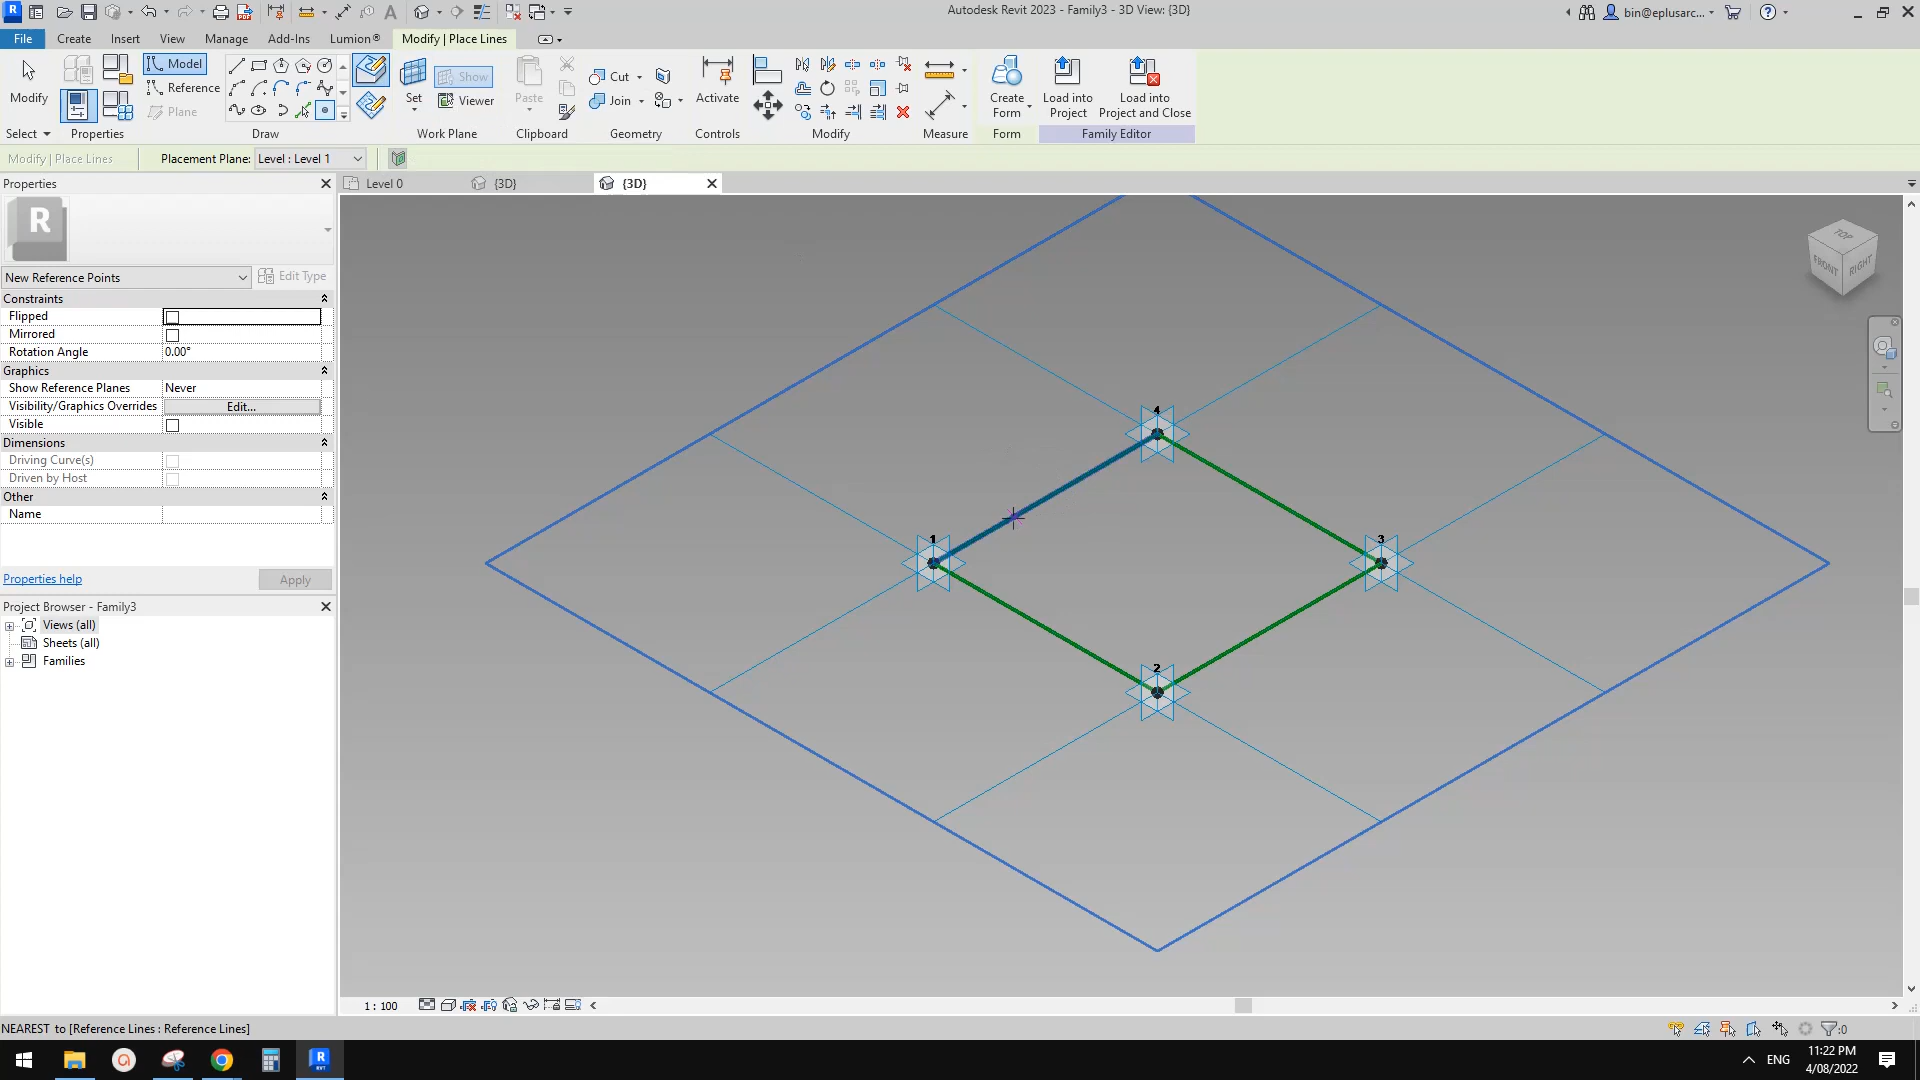 Autodesk Revit 2023 - Family3 - 3D View: {3D}
bin@eplusarc...
File
Create
Insert
View
Manage
Add-Ins
Lumion®
Modify | Place Lines
Modify
Model
Reference
Plane
Set
Show
Viewer
Paste
Cut
Join
Activate
Create
Form
Load into
Project
Load into
Project and Close
Select
Properties
Draw
Work Plane
Clipboard
Geometry
Controls
Modify
Measure
Form
Family Editor
Modify | Place Lines
Placement Plane:
Level : Level 1
Properties
Level 0
{3D}
{3D}
R
New Reference Points
Edit Type
Constraints
Flipped
Mirrored
Rotation Angle
0.00°
Graphics
Show Reference Planes
Never
Visibility/Graphics Overrides
Edit...
Visible
Dimensions
Driving Curve(s)
Driven by Host
Other
Name
Properties help
Apply
Project Browser - Family3
Views (all)
Sheets (all)
Families
TOP
FRONT
RIGHT
4
1
3
2
1 : 100
NEAREST to [Reference Lines : Reference Lines]
:0
ENG
11:22 PM
4/08/2022